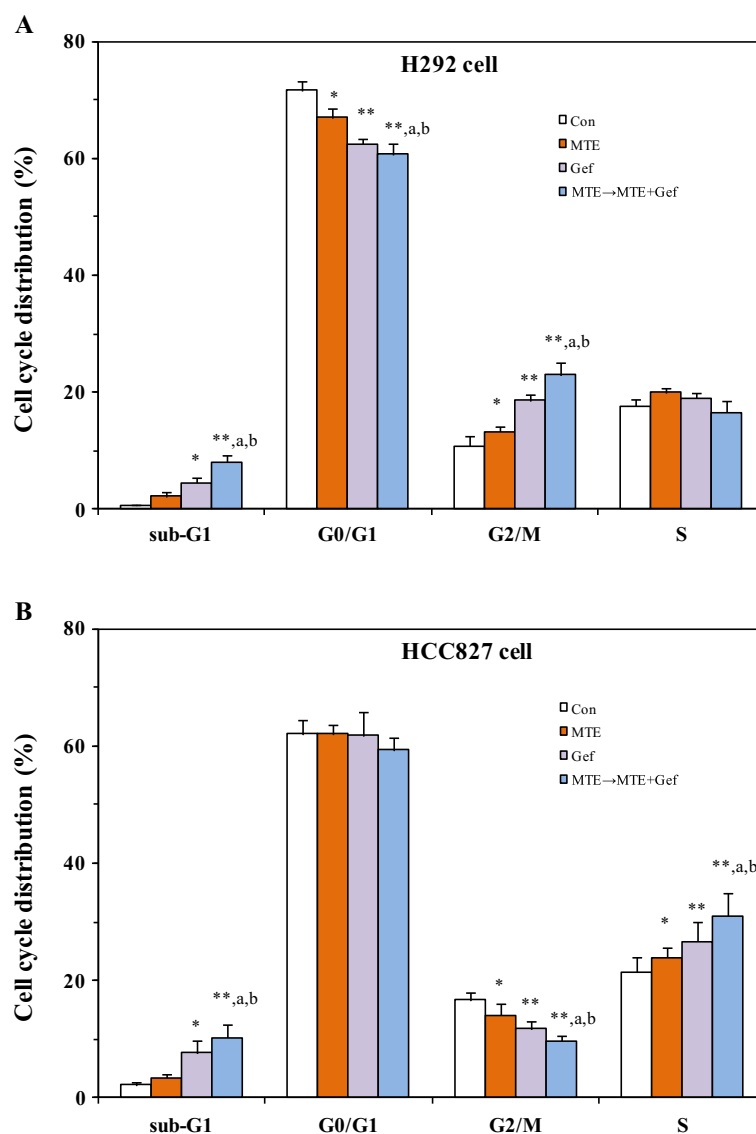 A
80
H292 cell
* ** **,a,b
Con
MTE
Gef
MTE→MTE+Gef
60
40
20
0
Cell cycle distribution (%)
* **,a,b
* ** **,a,b
sub-G1 G0/G1 G2/M S
B
80
HCC827 cell
Con
MTE
Gef
MTE→MTE+Gef
60
40
20
0
Cell cycle distribution (%)
* **,a,b
* ** **,a,b
* ** **,a,b
sub-G1 G0/G1 G2/M S